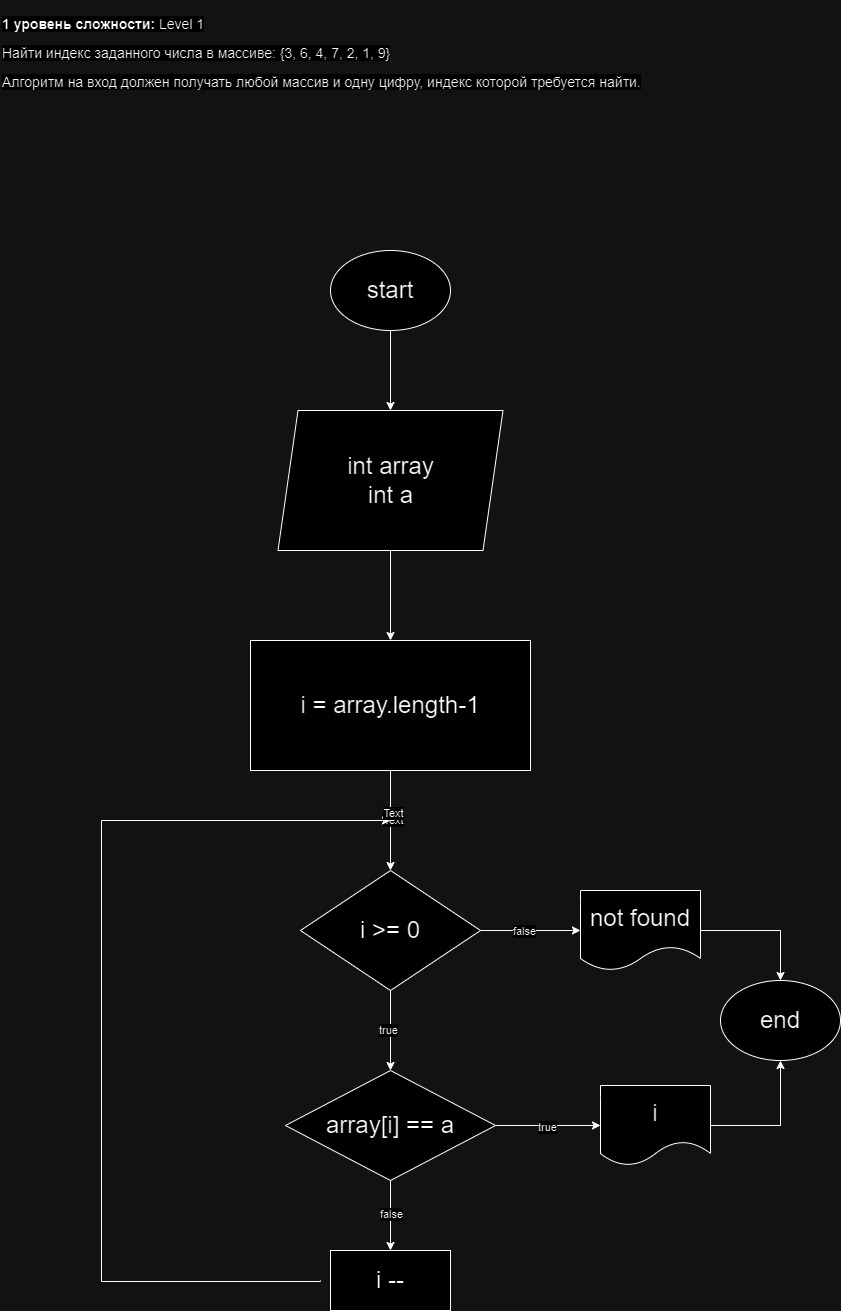 1 уровень сложности: Level 1
Найти индекс заданного числа в массиве: {3, 6, 4, 7, 2, 1, 9}
Алгоритм на вход должен получать любой массив и одну цифру, индекс которой требуется найти.
start
int array
int a
i = array.length-1
Text
Text
i >= 0
false
not found
end
true
array[i] == a
true
i
false
i --